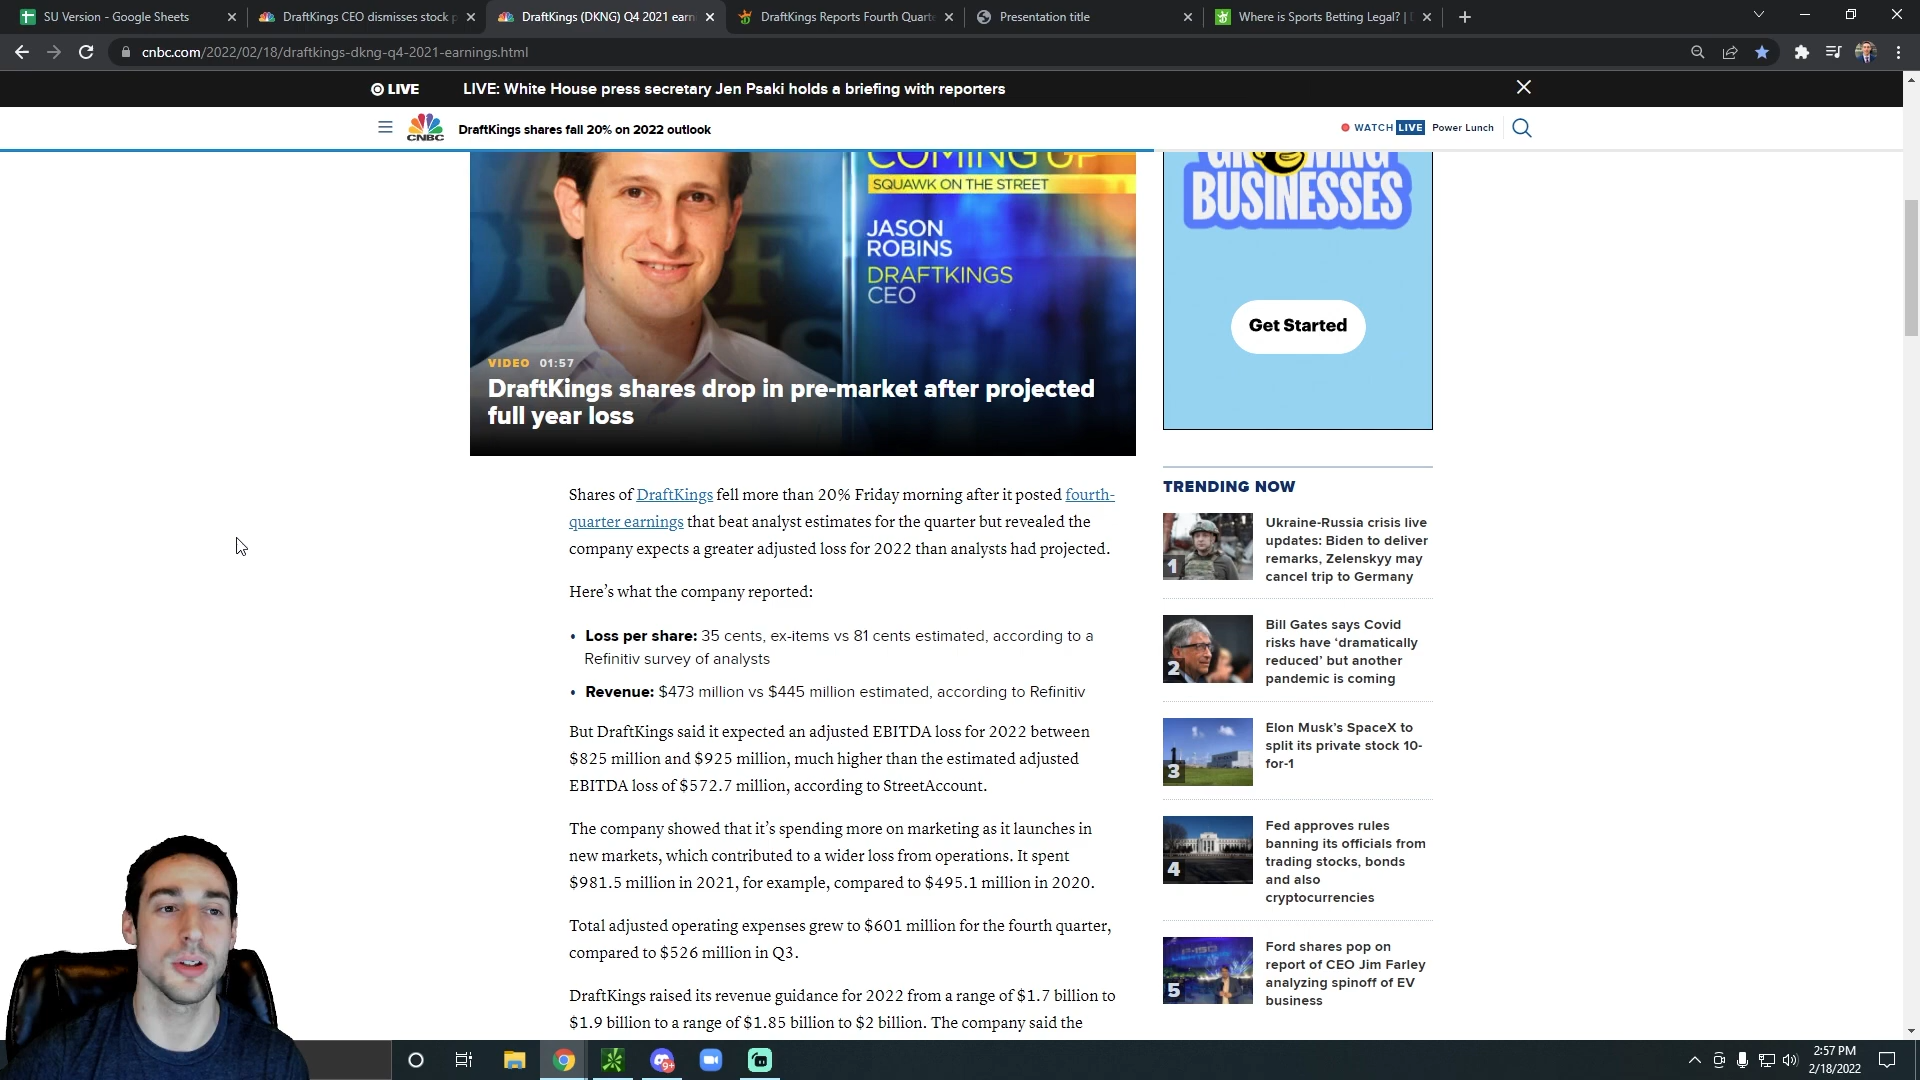 SU Version - Google Sheets
DraftKings CEO dismisses stock p
DraftKings (DKNG) Q4 2021 earn
DraftKings Reports Fourth Quart
Presentation title
Where is Sports Betting Legal? |
cnbc.com/2022/02/18/draftkings-dkng-q4-2021-earnings.html
LIVE
LIVE: White House press secretary Jen Psaki holds a briefing with reporters
CNBC
DraftKings shares fall 20% on 2022 outlook
WATCH LIVE Power Lunch
COMING UP
SQUAWK ON THE STREET
JASON
ROBINS
DRAFTKINGS
CEO
VIDEO 01:57
DraftKings shares drop in pre-market after projected
full year loss
GROWING
BUSINESSES
Get Started
Shares of DraftKings fell more than 20% Friday morning after it posted fourth-
quarter earnings that beat analyst estimates for the quarter but revealed the
company expects a greater adjusted loss for 2022 than analysts had projected.
Here’s what the company reported:
• Loss per share: 35 cents, ex-items vs 81 cents estimated, according to a
Refinitiv survey of analysts
• Revenue: $473 million vs $445 million estimated, according to Refinitiv
But DraftKings said it expected an adjusted EBITDA loss for 2022 between
$825 million and $925 million, much higher than the estimated adjusted
EBITDA loss of $572.7 million, according to StreetAccount.
The company showed that it’s spending more on marketing as it launches in
new markets, which contributed to a wider loss from operations. It spent
$981.5 million in 2021, for example, compared to $495.1 million in 2020.
Total adjusted operating expenses grew to $601 million for the fourth quarter,
compared to $526 million in Q3.
DraftKings raised its revenue guidance for 2022 from a range of $1.7 billion to
$1.9 billion to a range of $1.85 billion to $2 billion. The company said the
TRENDING NOW
1
Ukraine-Russia crisis live
updates: Biden to deliver
remarks, Zelenskyy may
cancel trip to Germany
2
Bill Gates says Covid
risks have ‘dramatically
reduced’ but another
pandemic is coming
3
Elon Musk’s SpaceX to
split its private stock 10-
for-1
4
Fed approves rules
banning its officials from
trading stocks, bonds
and also
cryptocurrencies
5
Ford shares pop on
report of CEO Jim Farley
analyzing spinoff of EV
business
9+
2:57 PM
2/18/2022